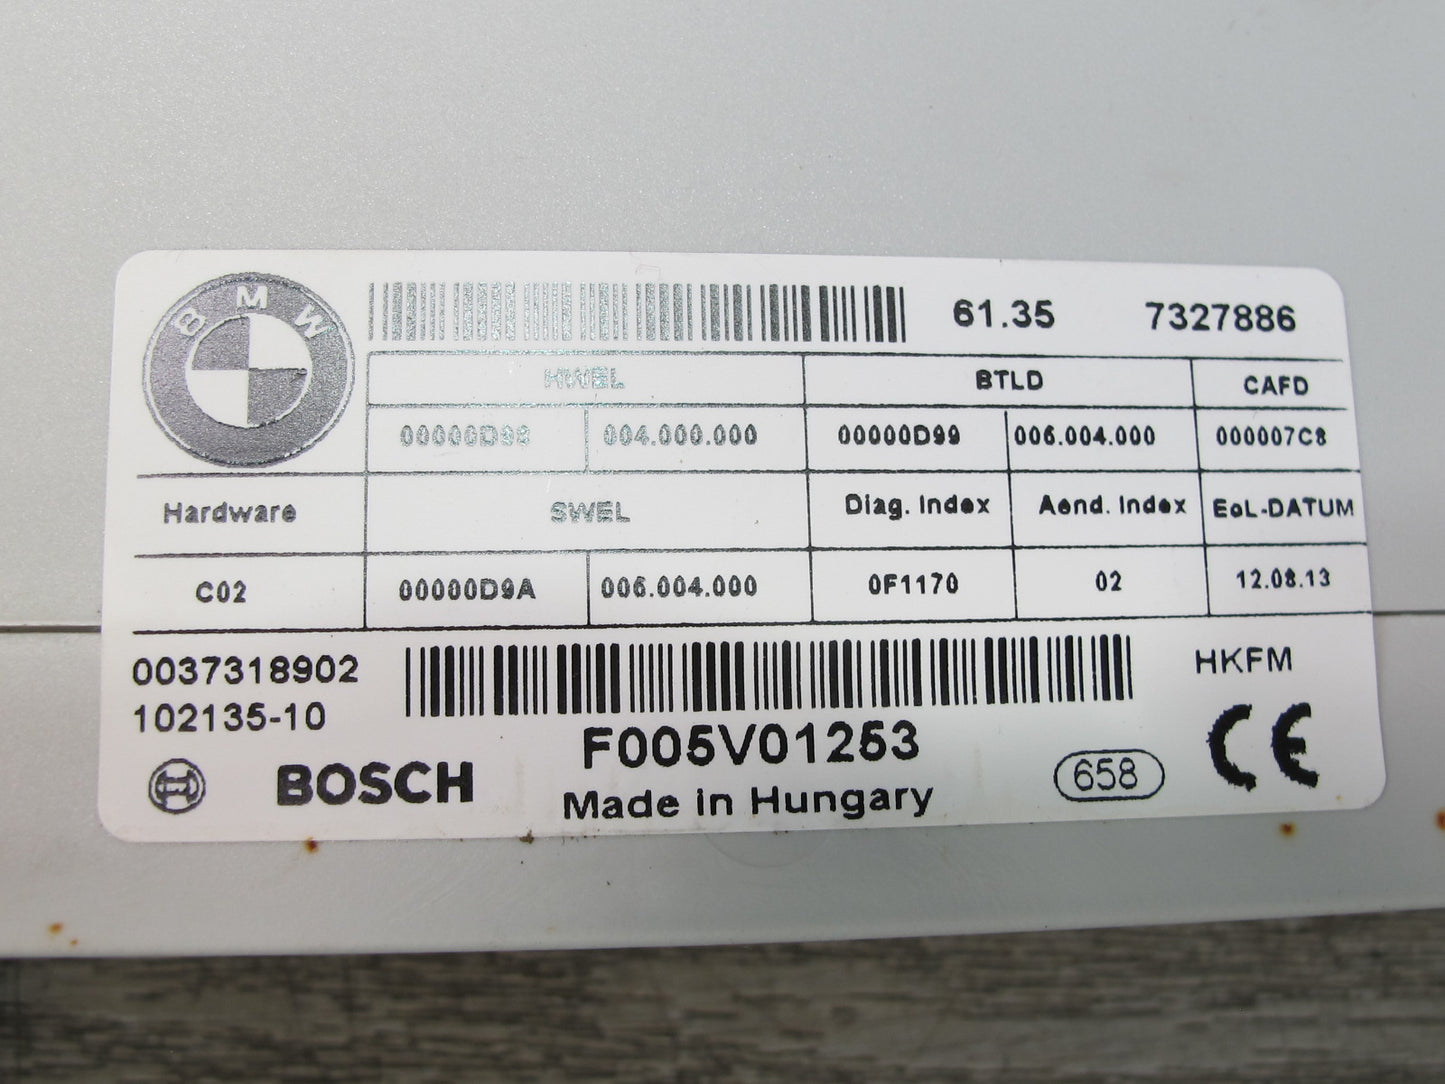 BMW
61.35 7327886
HWEL BTLD CAFD
00000D98 004.000.000 00000D99 006.004.000 000007C8
Hardware SWEL Diag. Index Aend. Index EoL-DATUM
C02 00000D9A 006.004.000 0F1170 02 12.08.13
0037318902 HKFM
102135-10
F005V01253
BOSCH Made in Hungary 658 CE